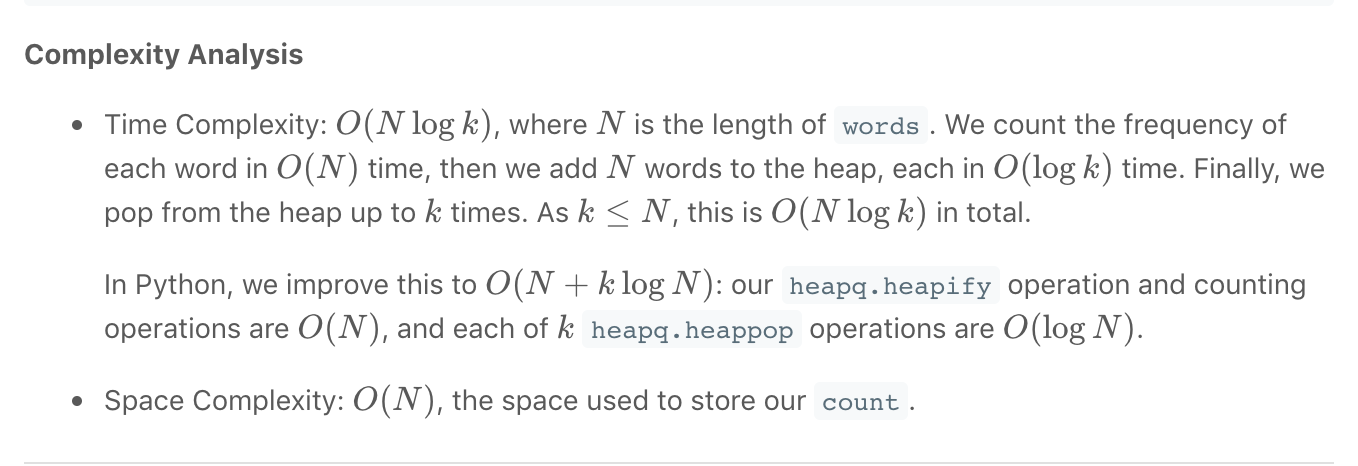 Complexity Analysis
• Time Complexity: O(N log k), where N is the length of words . We count the frequency of
each word in O(N) time, then we add N words to the heap, each in O(log k) time. Finally, we
pop from the heap up to k times. As k ≤ N, this is O(N log k) in total.
In Python, we improve this to O(N + k log N): our heapq.heapify operation and counting
operations are O(N), and each of k heapq.heappop operations are O(log N).
• Space Complexity: O(N), the space used to store our count .